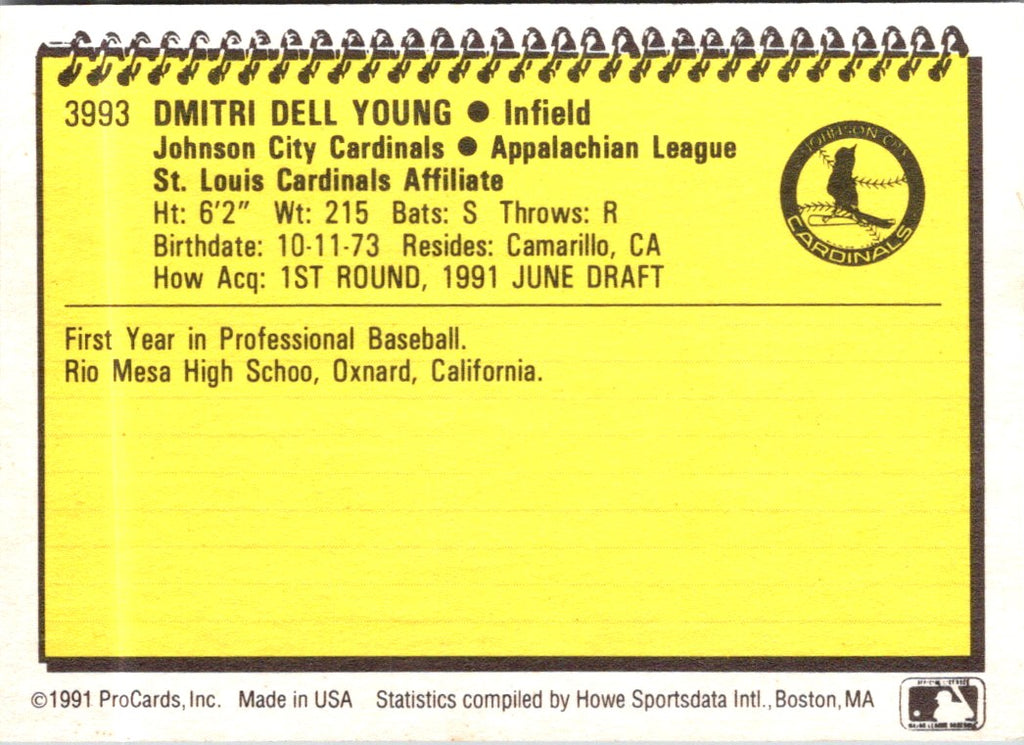 3993 DMITRI DELL YOUNG ● Infield
Johnson City Cardinals ● Appalachian League
St. Louis Cardinals Affiliate
Ht: 6'2" Wt: 215 Bats: S Throws: R
Birthdate: 10-11-73 Resides: Camarillo, CA
How Acq: 1ST ROUND, 1991 JUNE DRAFT
JOHNSON CITY
CARDINALS
First Year in Professional Baseball.
Rio Mesa High Schoo, Oxnard, California.
©1991 ProCards, Inc. Made in USA Statistics compiled by Howe Sportsdata Intl., Boston, MA